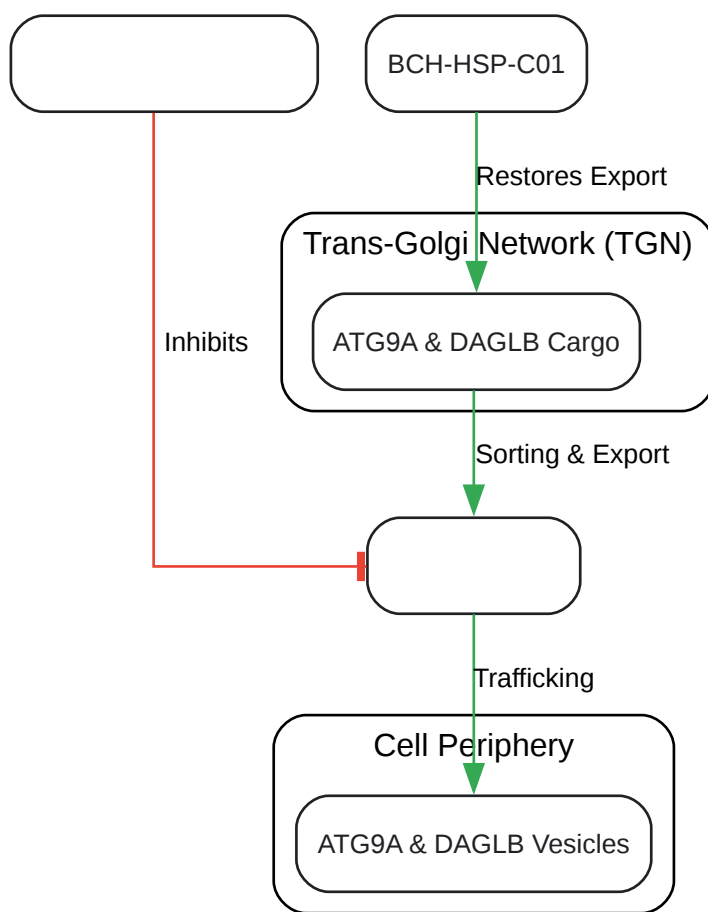 BCH-HSP-C01
Restores Export
Trans-Golgi Network (TGN)
Inhibits
ATG9A & DAGLB Cargo
Sorting & Export
Trafficking
Cell Periphery
ATG9A & DAGLB Vesicles